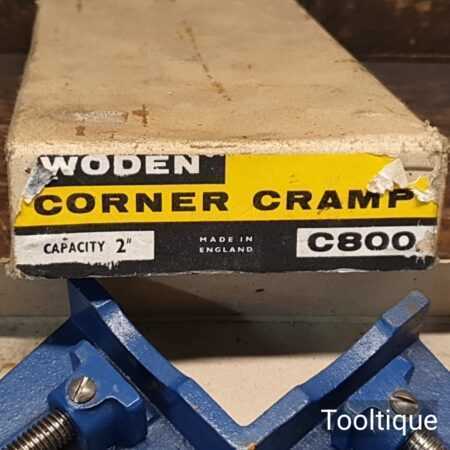 WODEN
CORNER CRAMP
CAPACITY 2"
MADE IN
ENGLAND
C800
Tooltique